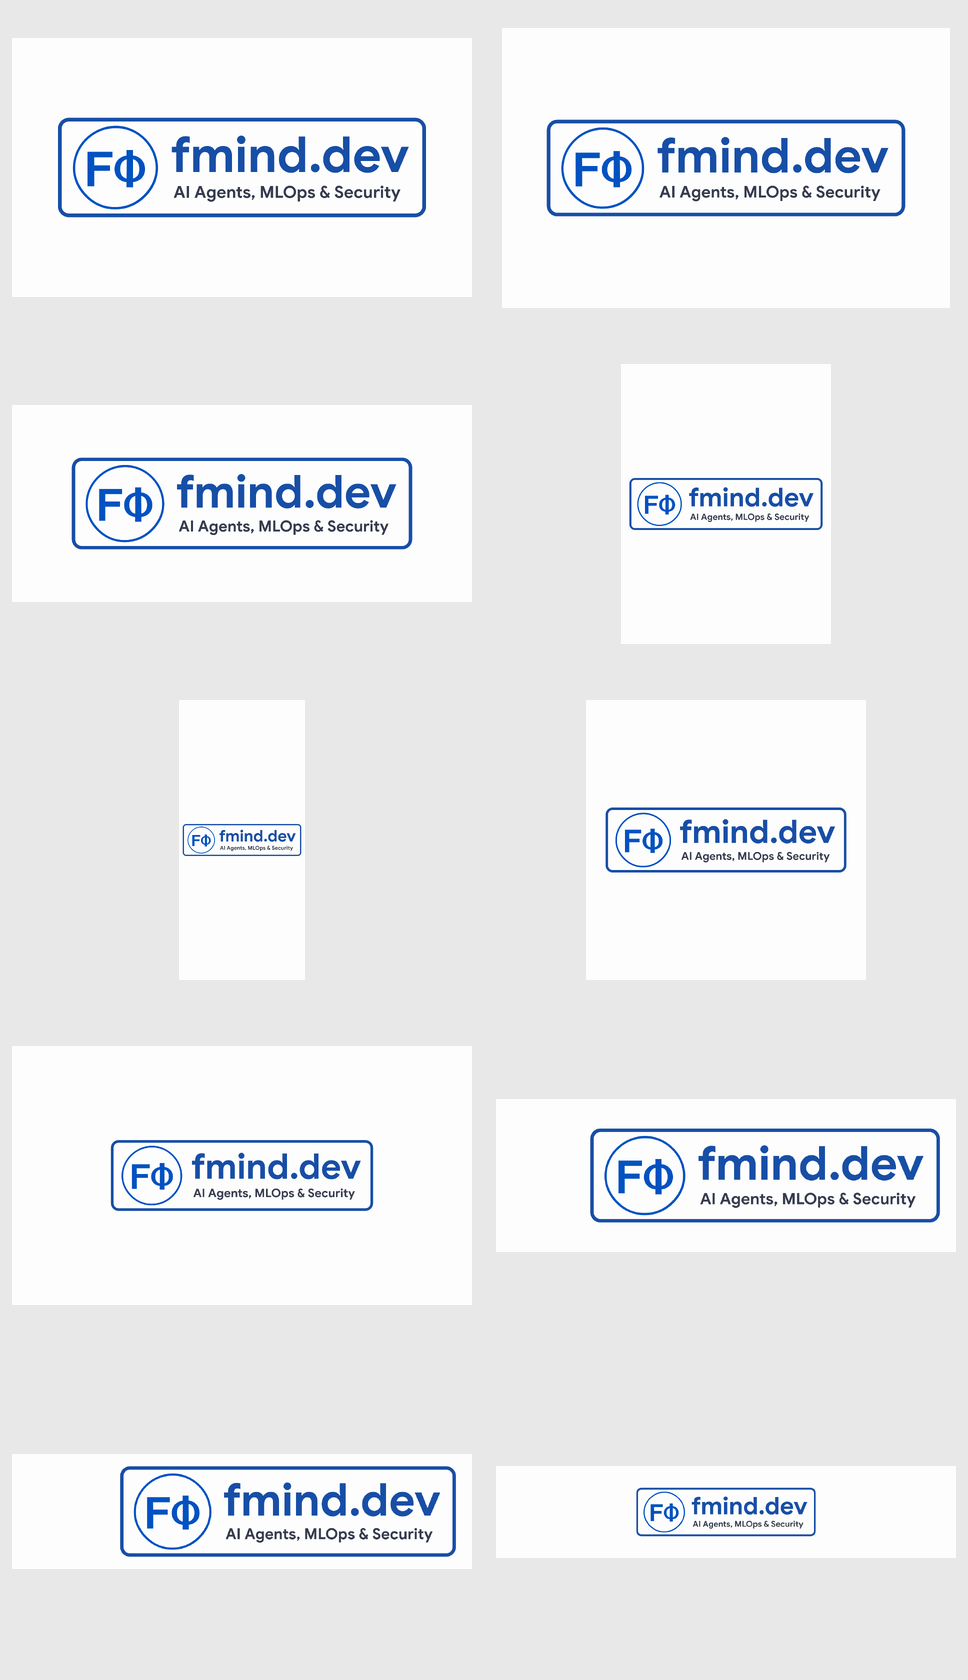 FΦ
fmind.dev
AI Agents, MLOps & Security
FΦ
fmind.dev
AI Agents, MLOps & Security
FΦ
fmind.dev
AI Agents, MLOps & Security
FΦ
fmind.dev
AI Agents, MLOps & Security
FΦ
fmind.dev
AI Agents, MLOps & Security
FΦ
fmind.dev
AI Agents, MLOps & Security
FΦ
fmind.dev
AI Agents, MLOps & Security
FΦ
fmind.dev
AI Agents, MLOps & Security
FΦ
fmind.dev
AI Agents, MLOps & Security
FΦ
fmind.dev
AI Agents, MLOps & Security